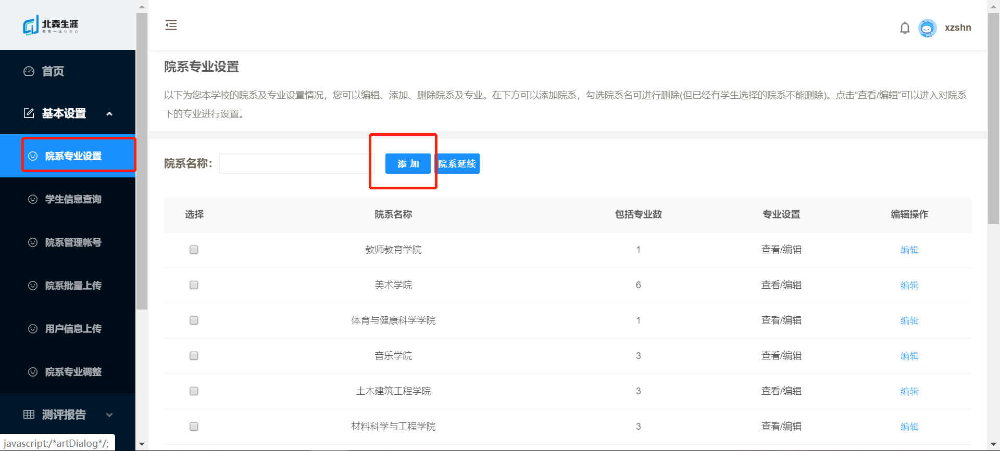 北森生涯
教育一体化平台
xzshn
首页
基本设置
院系专业设置
学生信息查询
院系管理帐号
院系批量上传
用户信息上传
院系专业调整
测评报告
javascript:/*artDialog*/;
院系专业设置
以下为您本学校的院系及专业设置情况，您可以编辑、添加、删除院系及专业。在下方可以添加院系，勾选院系名可进行删除(但已经有学生选择的院系不能删除)。点击“查看/编辑”可以进入对院系
下的专业进行设置。
院系名称： 添 加 院系延续
选择 院系名称 包括专业数 专业设置 编辑操作
教师教育学院 1 查看/编辑 编辑
美术学院 6 查看/编辑 编辑
体育与健康科学学院 1 查看/编辑 编辑
音乐学院 3 查看/编辑 编辑
土木建筑工程学院 3 查看/编辑 编辑
材料科学与工程学院 3 查看/编辑 编辑